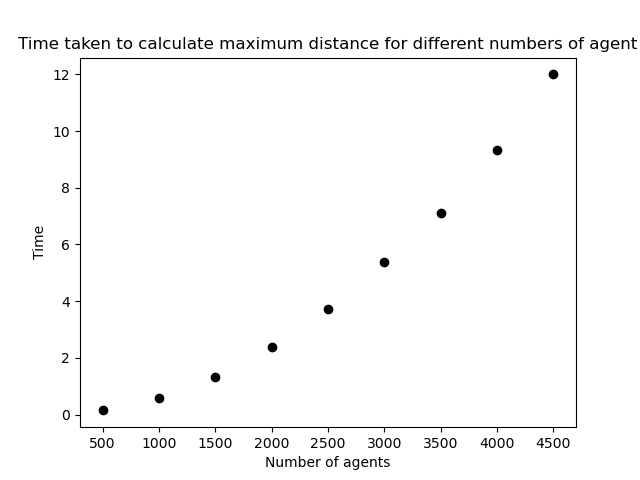 Time taken to calculate maximum distance for different numbers of agent
12
10
8
6
4
2
0
Time
500 1000 1500 2000 2500 3000 3500 4000 4500
Number of agents